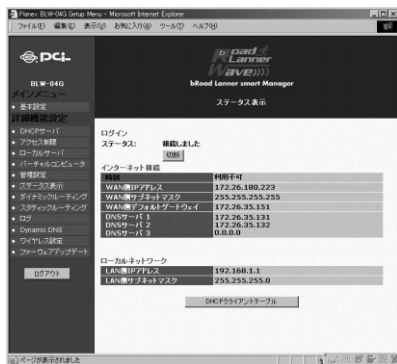 Planex BLW-04G Setup Menu - Microsoft Internet Explorer
ファイル(F) 編集(E) 表示(V) お気に入り(A) ツール(T) ヘルプ(H)
PCi
BLW-04G
メインメニュー
基本設定
詳細機能設定
DHCPサーバ
アクセス制限
ローカルサーバ
バーチャルコンピュータ
管理設定
ステータス表示
ダイナミックルーティング
スタティックルーティング
ログ
Dynamic DNS
ワイヤレス設定
ファームウェアアップデート
ログアウト
bRoad
Lanner
Wave
bRoad Lanner smart Manager
ステータス表示
ログイン
ステータス: 接続しました
切断
インターネット接続
時間 利用不可
WAN側IPアドレス 172.26.180.223
WAN側サブネットマスク 255.255.255.255
WAN側デフォルトゲートウェイ 172.26.35.151
DNSサーバ 1 172.26.35.131
DNSサーバ 2 172.26.35.132
DNSサーバ 3 0.0.0.0
ローカルネットワーク
LAN側IPアドレス 192.168.1.1
LAN側サブネットマスク 255.255.255.0
DHCPクライアントテーブル
ページが表示されました